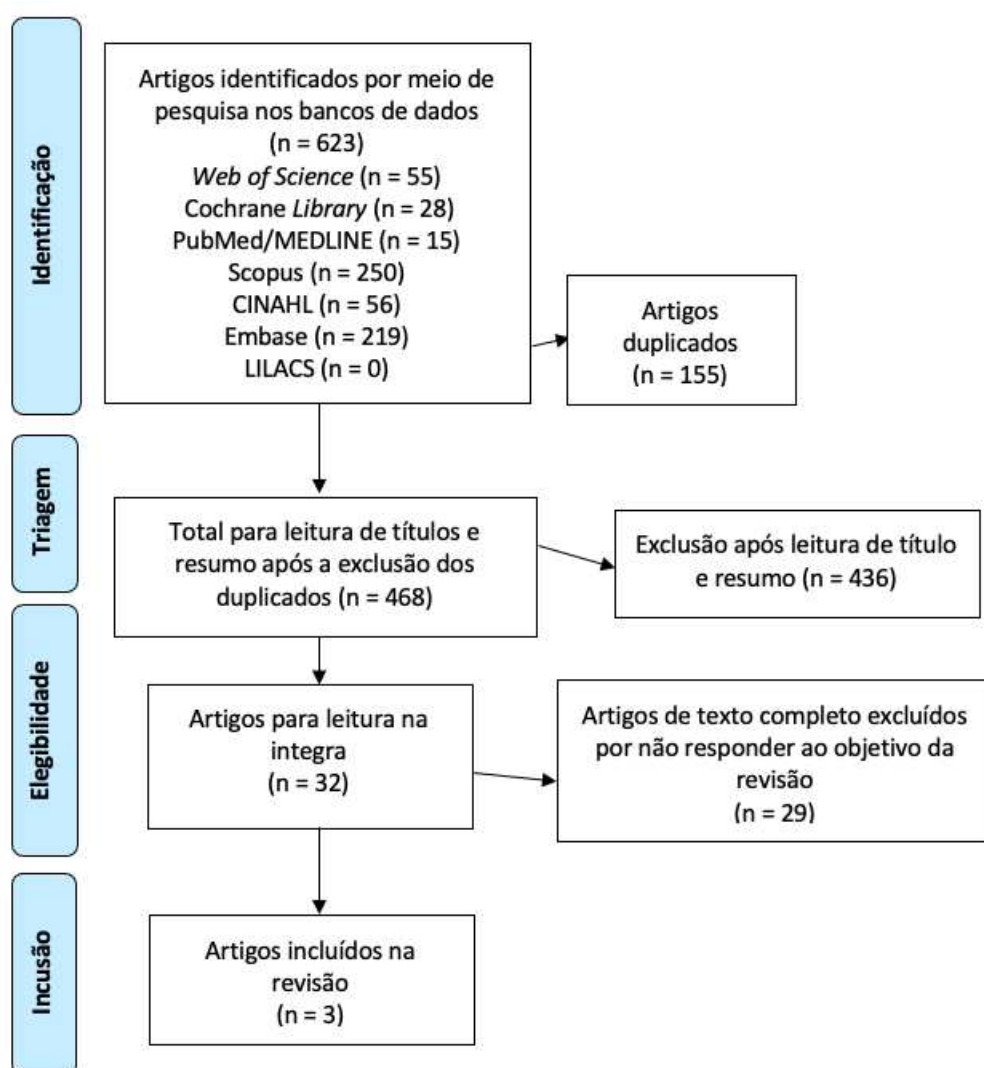 Identificação
Artigos identificados por meio de
pesquisa nos bancos de dados
(n = 623)
Web of Science (n = 55)
Cochrane Library (n = 28)
PubMed/MEDLINE (n = 15)
Scopus (n = 250)
CINAHL (n = 56)
Embase (n = 219)
LILACS (n = 0)
Artigos
duplicados
(n = 155)
Triagem
Total para leitura de títulos e
resumo após a exclusão dos
duplicados (n = 468)
Exclusão após leitura de título
e resumo (n = 436)
Elegibilidade
Artigos para leitura na
integra
(n = 32)
Artigos de texto completo excluídos
por não responder ao objetivo da
revisão
(n = 29)
Incusão
Artigos incluídos na
revisão
(n = 3)